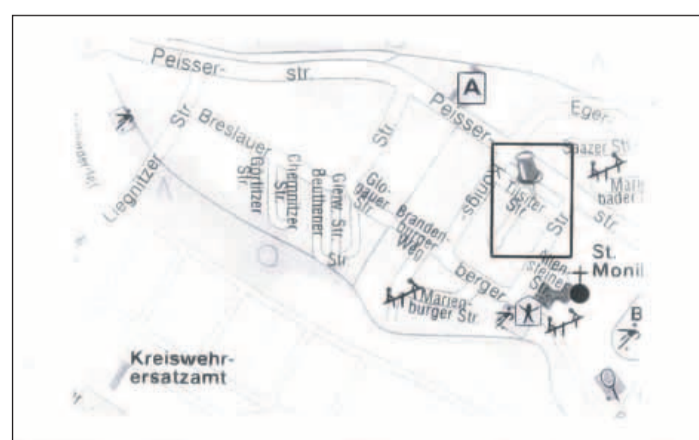 Peisser-
str.
A
Peisser-
str.
Eger-
Saazer Str.
Marien
bader
Liegnitzer
Str.
Breslauer
Görlitzer
Str.
Chemnitzer
Str.
Beuthener
Gleiw. Str.
Str.
Str.
Glo-
gauer
Str.
Branden-
burger
Weg
Königs
berger
Tilsiter
Str.
Str.
Allen-
steiner
Str.
St.
Moni
Marien-
burger Str.
B
Kreiswehr-
ersatzamt